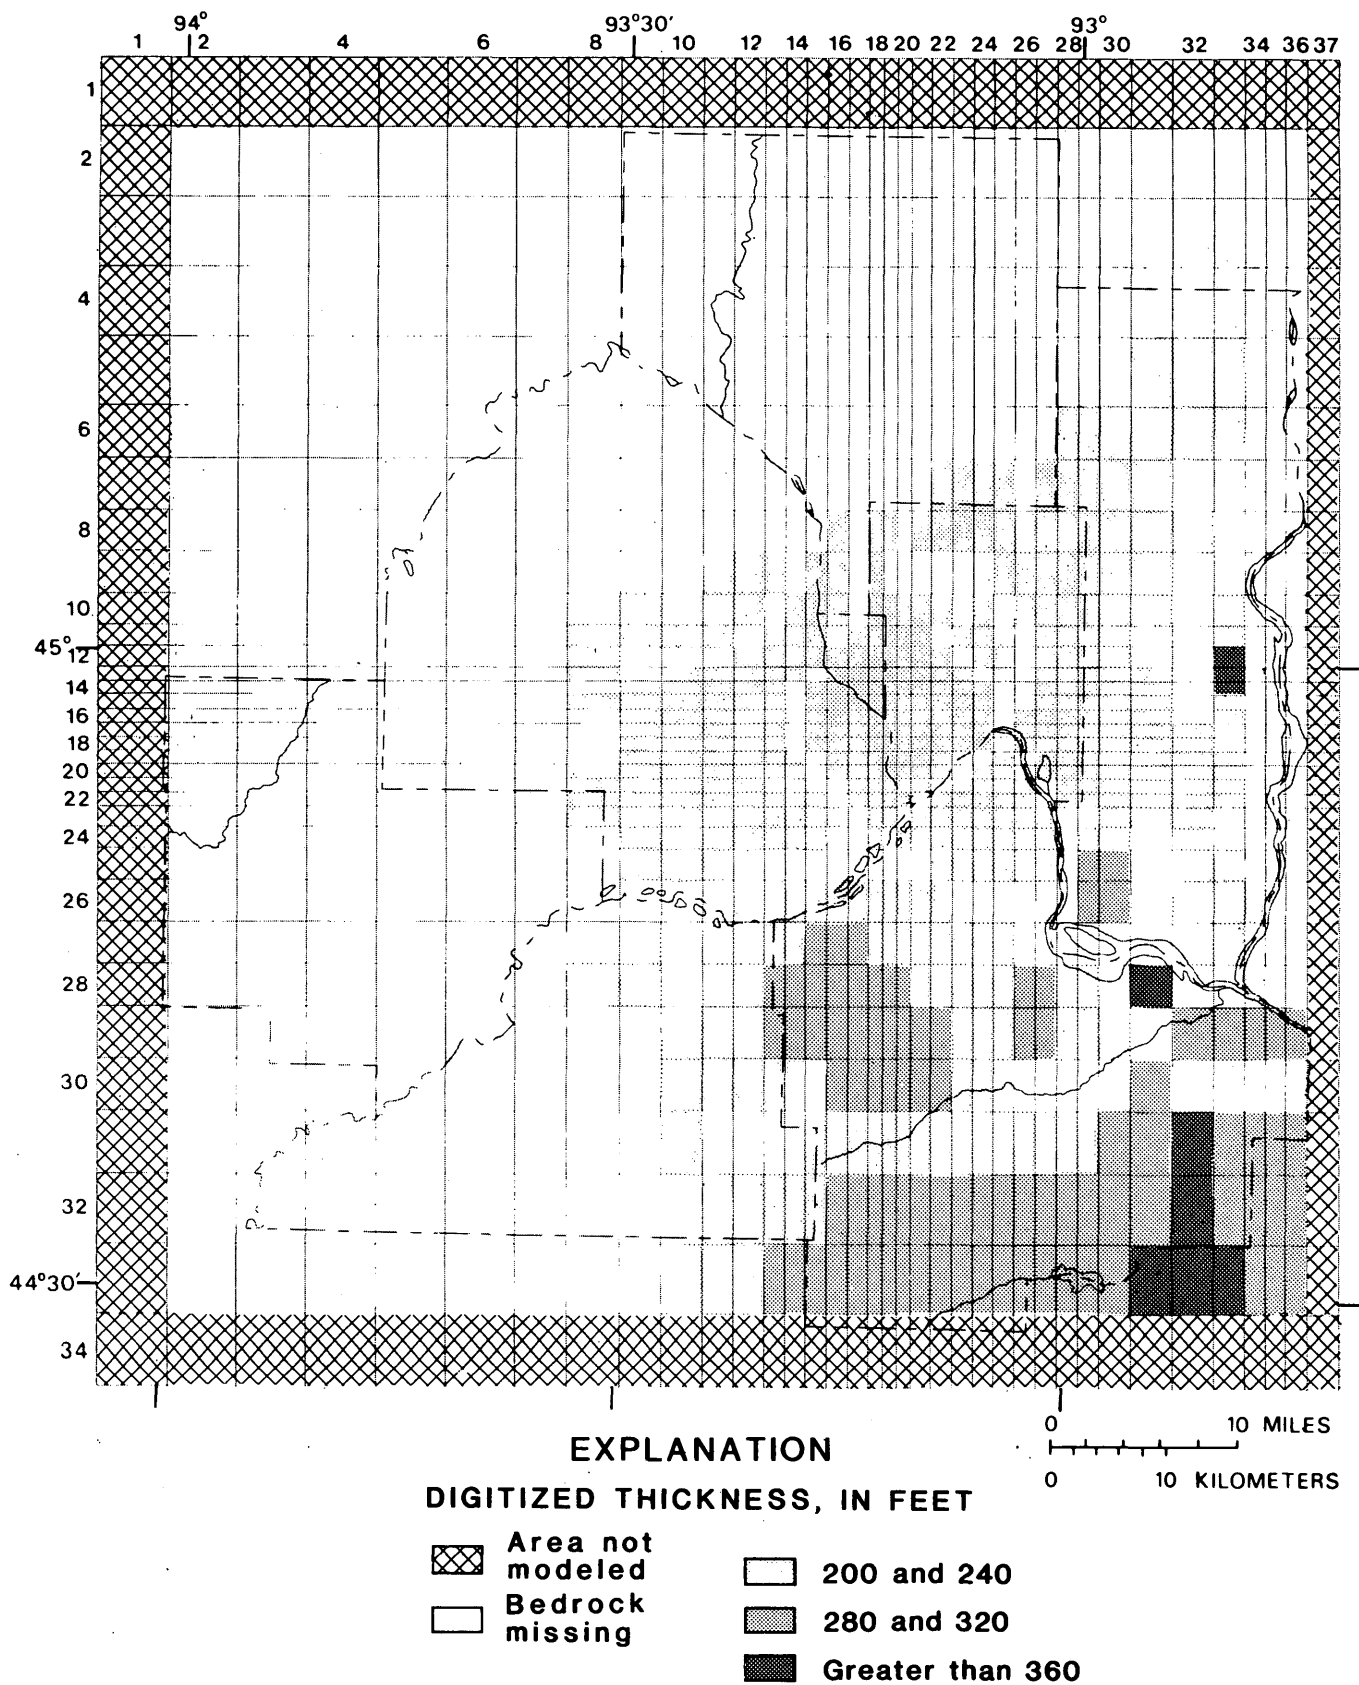 94° 93°30′ 93°
1 2 4 6 8 10 12 14 16 18 20 22 24 26 28 30 32 34 36 37
1
2
4
6
8
10
45°
12
14
16
18
20
22
24
26
28
30
32
44°30′
34
0 10 MILES
0 10 KILOMETERS
EXPLANATION
DIGITIZED THICKNESS, IN FEET
Area not
modeled
Bedrock
missing
200 and 240
280 and 320
Greater than 360